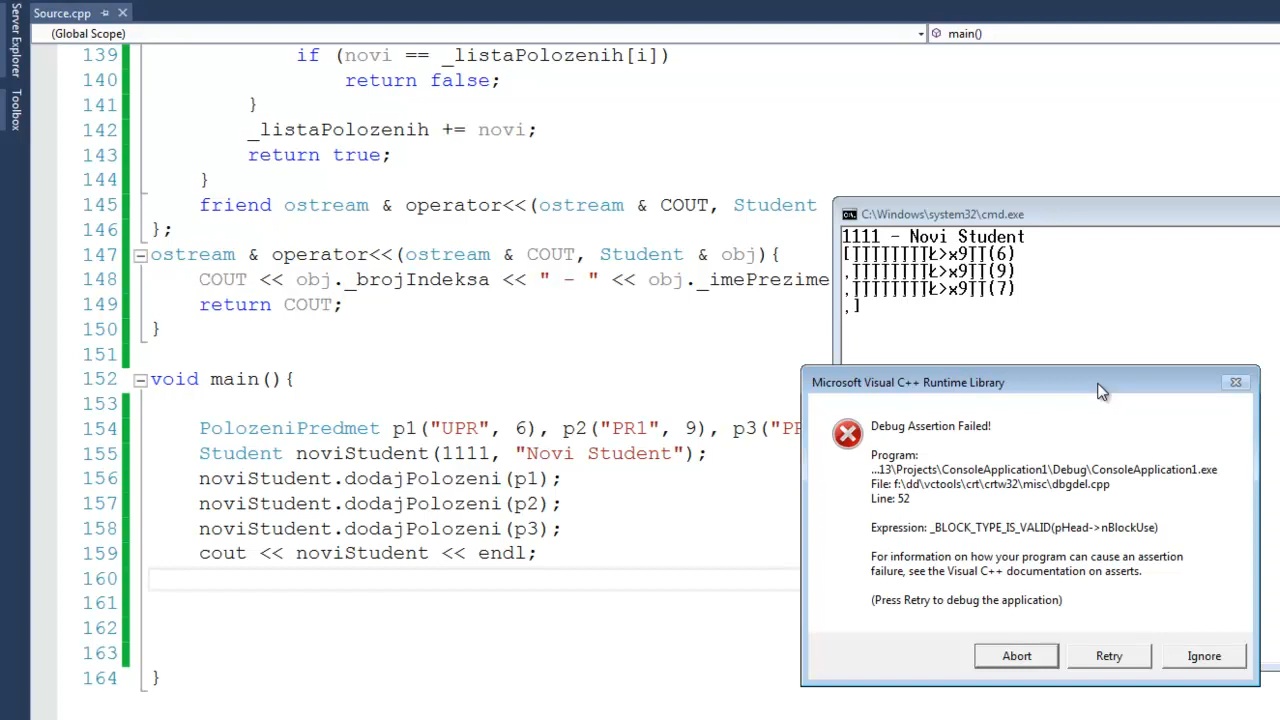 Server Explorer
Toolbox
Source.cpp
(Global Scope)
main()
139 if (novi == _listaPolozenih[i])
140 return false;
141 }
142 _listaPolozenih += novi;
143 return true;
144 }
145 friend ostream & operator<<(ostream & COUT, Student
146 };
147 ostream & operator<<(ostream & COUT, Student & obj){
148 COUT << obj._brojIndeksa << " - " << obj._imePrezime
149 return COUT;
150 }
151
152 void main(){
153
154 PolozeniPredmet p1("UPR", 6), p2("PR1", 9), p3("PR
155 Student noviStudent(1111, "Novi Student");
156 noviStudent.dodajPolozeni(p1);
157 noviStudent.dodajPolozeni(p2);
158 noviStudent.dodajPolozeni(p3);
159 cout << noviStudent << endl;
160
161
162
163
164 }
C:\Windows\system32\cmd.exe
1111 - Novi Student
(6)
(9)
(7)
,]
Microsoft Visual C++ Runtime Library
Debug Assertion Failed!
Program:
...13\Projects\ConsoleApplication1\Debug\ConsoleApplication1.exe
File: f:\dd\vctools\crt\crtw32\misc\dbgdel.cpp
Line: 52
Expression: _BLOCK_TYPE_IS_VALID(pHead->nBlockUse)
For information on how your program can cause an assertion
failure, see the Visual C++ documentation on asserts.
(Press Retry to debug the application)
Abort
Retry
Ignore